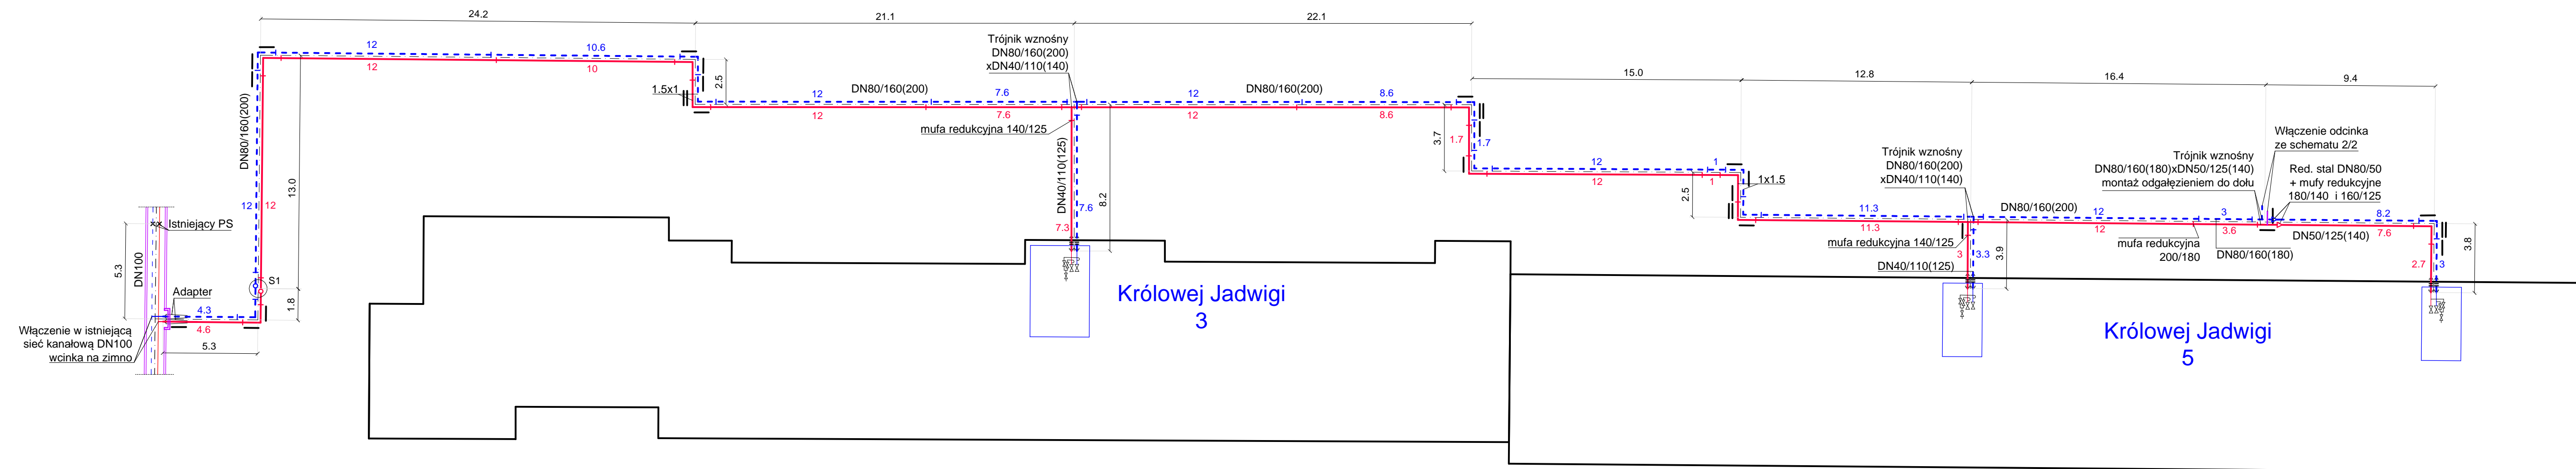 24.2
21.1
22.1
15.0
12.8
16.4
9.4
12
10.6
12
10
2.5
1.5x1
DN80/160(200)
13.0
12
12
12
DN80/160(200)
7.6
12
7.6
Trójnik wznośny
DN80/160(200)
xDN40/110(140)
mufa redukcyjna 140/125
12
DN80/160(200)
8.6
12
8.6
DN40/110(125)
7.6
7.3
8.2
3.7
1.7
1.7
12
1
12
1
2.5
1x1.5
Trójnik wznośny
DN80/160(200)
xDN40/110(140)
11.3
11.3
mufa redukcyjna 140/125
DN40/110(125)
3
3.3
3.9
DN80/160(200)
12
3
12
3.6
mufa redukcyjna
200/180
DN80/160(180)
Trójnik wznośny
DN80/160(180)xDN50/125(140)
montaż odgałęzieniem do dołu
Włączenie odcinka
ze schematu 2/2
Red. stal DN80/50
+ mufy redukcyjne
180/140 i 160/125
8.2
7.6
DN50/125(140)
2.7
3
3.8
Istniejący PS
5.3
DN100
S1
1.8
Adapter
4.3
4.6
5.3
Włączenie w istniejącą
sieć kanałową DN100
wcinka na zimno
Królowej Jadwigi
3
Królowej Jadwigi
5